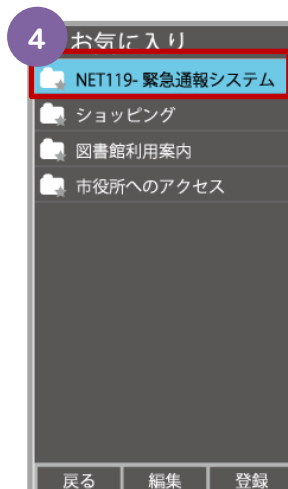 4
お気に入り
NET119- 緊急通報システム
ショッピング
図書館利用案内
市役所へのアクセス
戻る 編集 登録